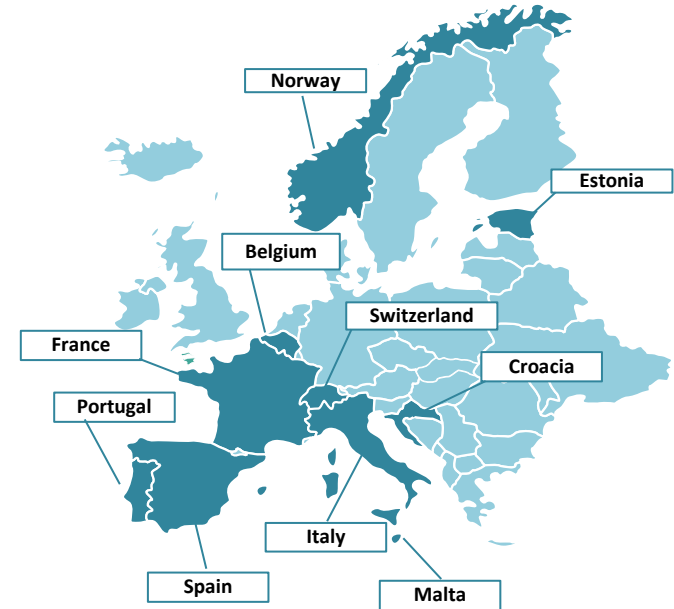 Norway
Estonia
Belgium
Switzerland
France
Croacia
Portugal
Italy
Spain
Malta